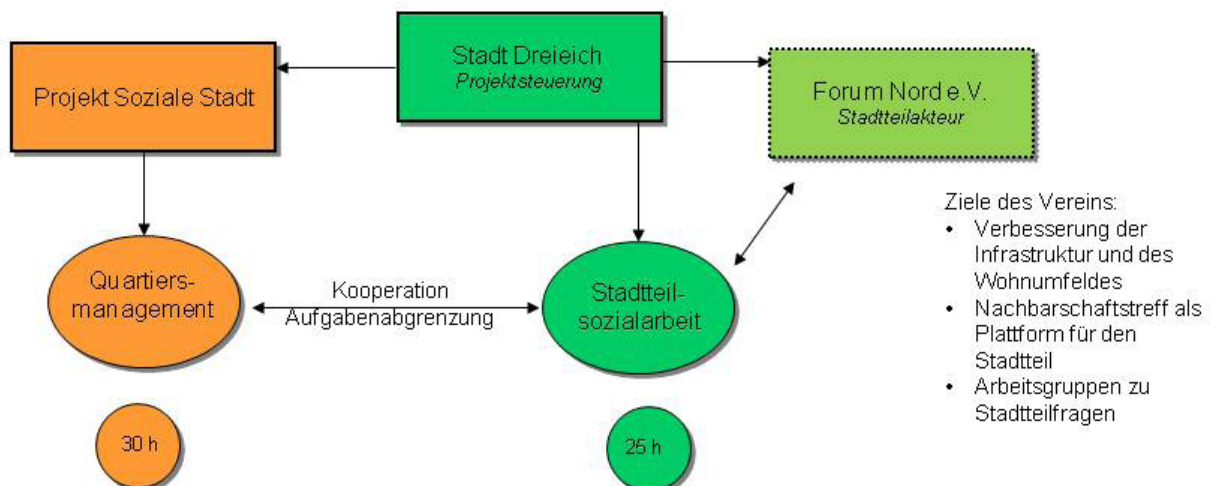 Projekt Soziale Stadt
Stadt Dreieich
Projektsteuerung
Forum Nord e.V.
Stadtteilakteur
Quartiers-
management
Kooperation
Aufgabenabgrenzung
Stadtteil-
sozialarbeit
Ziele des Vereins:
• Verbesserung der
Infrastruktur und des
Wohnumfeldes
• Nachbarschaftstreff als
Plattform für den
Stadtteil
• Arbeitsgruppen zu
Stadtteilfragen
30 h
25 h